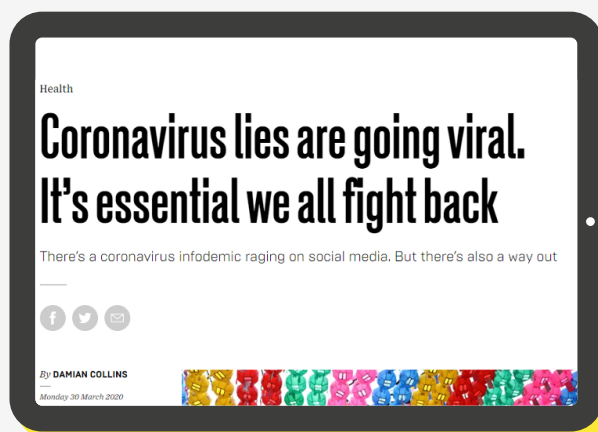 Health
Coronavirus lies are going viral.
It's essential we all fight back
There's a coronavirus infodemic raging on social media. But there's also a way out
By DAMIAN COLLINS
Monday 30 March 2020